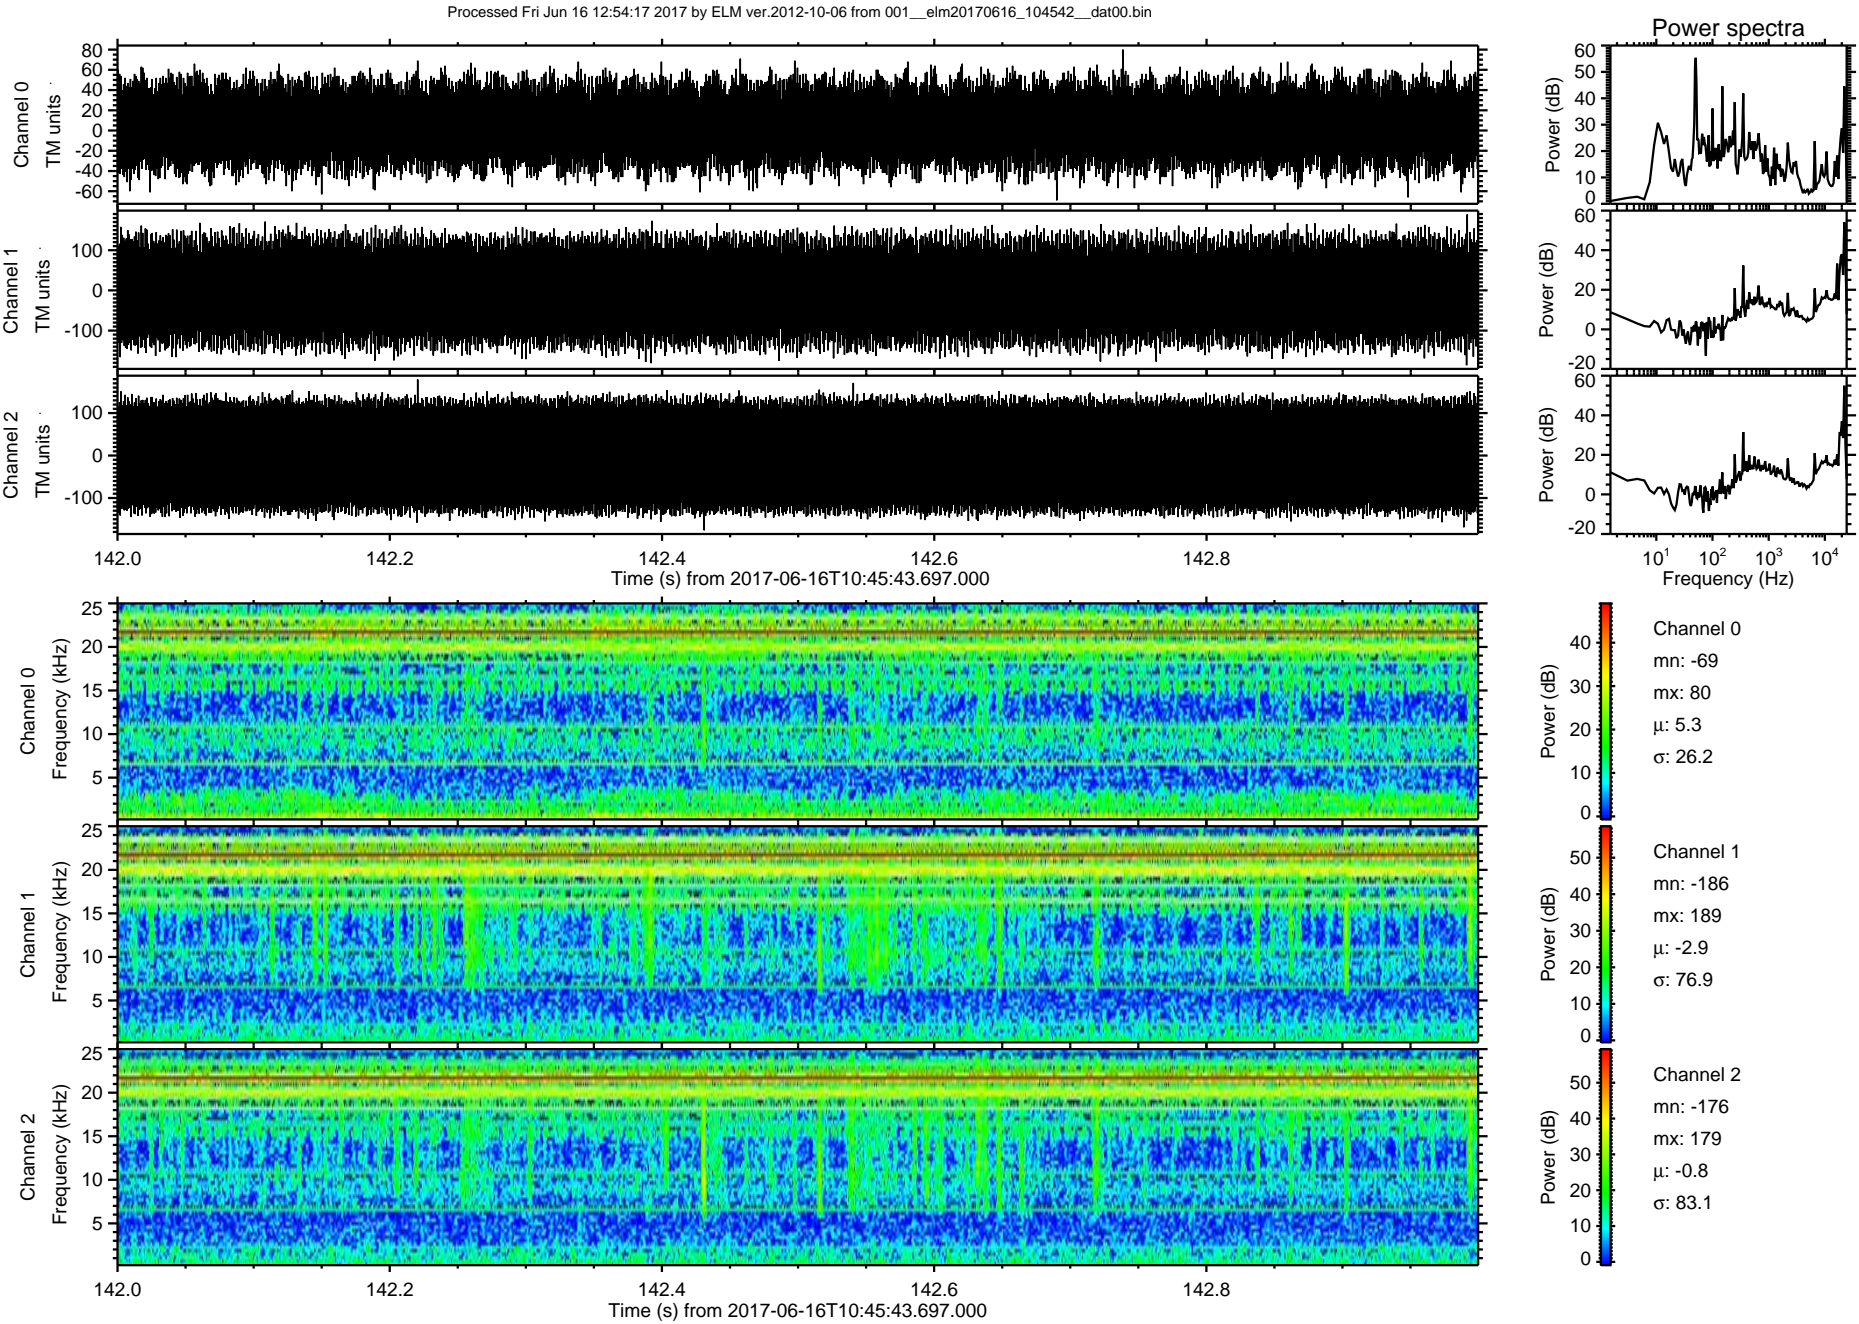 Processed Fri Jun 16 12:54:17 2017 by ELM ver.2012-10-06 from 001__elm20170616_104542__dat00.bin
Power spectra
Channel 0
TM units
80
60
40
20
0
-20
-40
-60
Power (dB)
60
50
40
30
20
10
0
Channel 1
TM units
100
0
-100
Power (dB)
60
40
20
0
-20
Channel 2
TM units
100
0
-100
Power (dB)
60
40
20
0
-20
142.0 142.2 142.4 142.6 142.8
Time (s) from 2017-06-16T10:45:43.697.000
10¹ 10² 10³ 10⁴
Frequency (Hz)
Channel 0
Frequency (kHz)
25
20
15
10
5
Power (dB)
40
30
20
10
0
Channel 0
mn: -69
mx: 80
μ: 5.3
σ: 26.2
Channel 1
Frequency (kHz)
25
20
15
10
5
Power (dB)
50
40
30
20
10
0
Channel 1
mn: -186
mx: 189
μ: -2.9
σ: 76.9
Channel 2
Frequency (kHz)
25
20
15
10
5
Power (dB)
50
40
30
20
10
0
Channel 2
mn: -176
mx: 179
μ: -0.8
σ: 83.1
142.0 142.2 142.4 142.6 142.8
Time (s) from 2017-06-16T10:45:43.697.000